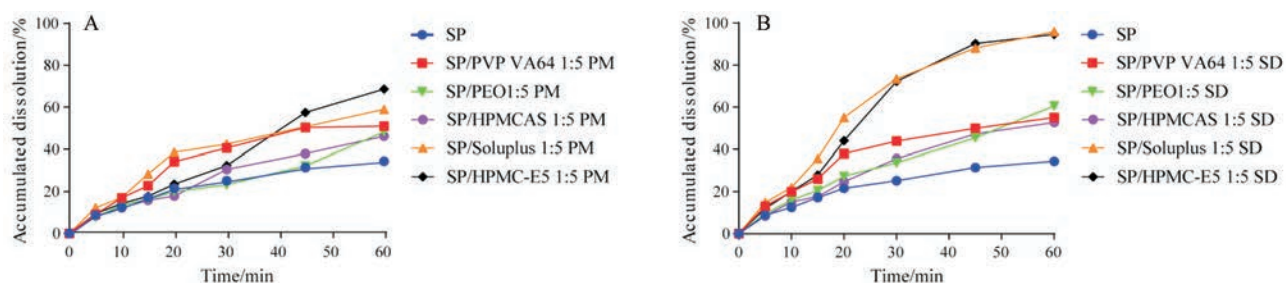 A
Accumulated dissolution/%
100
80
60
40
20
0
0
10
20
30
40
50
60
Time/min
SP
SP/PVP VA64 1:5 PM
SP/PEO1:5 PM
SP/HPMCAS 1:5 PM
SP/Soluplus 1:5 PM
SP/HPMC-E5 1:5 PM
B
Accumulated dissolution/%
100
80
60
40
20
0
0
10
20
30
40
50
60
Time/min
SP
SP/PVP VA64 1:5 SD
SP/PEO1:5 SD
SP/HPMCAS 1:5 SD
SP/Soluplus 1:5 SD
SP/HPMC-E5 1:5 SD